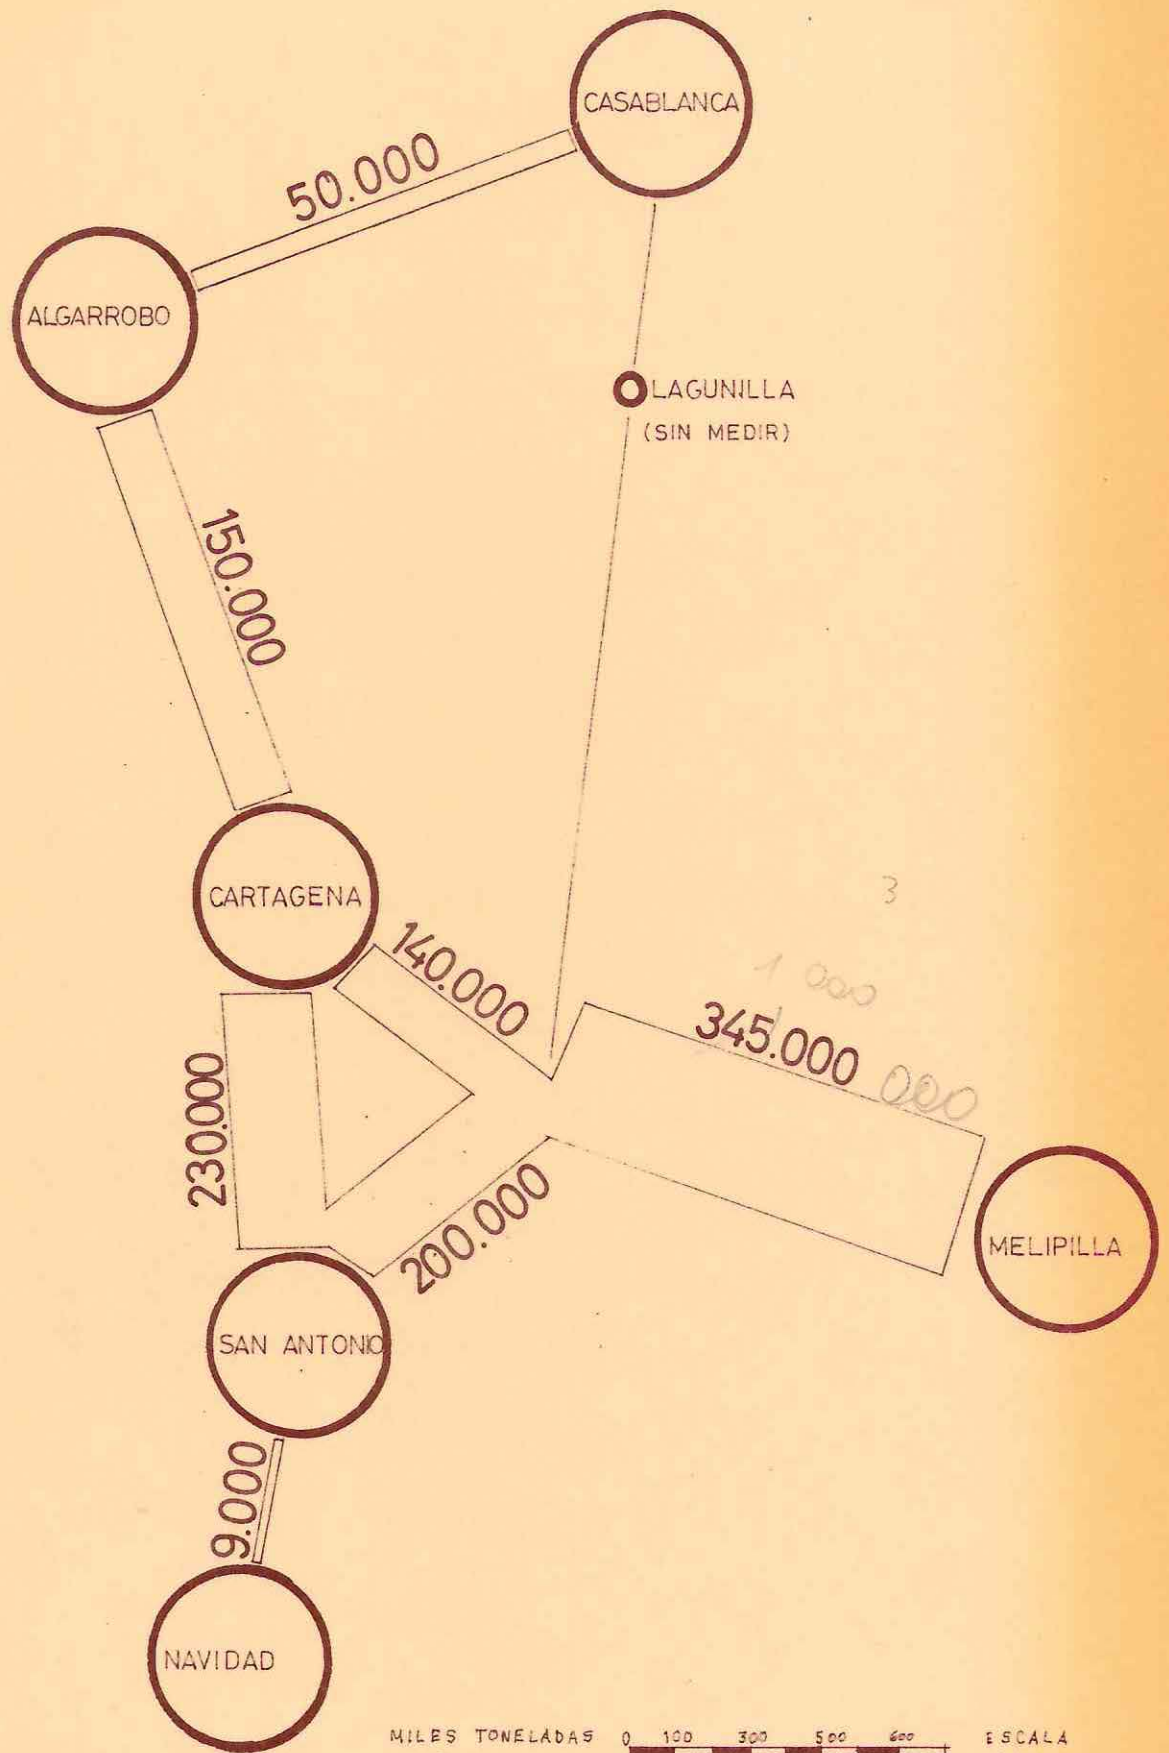 CASABLANCA
50.000
ALGARROBO
LAGUNILLA
(SIN MEDIR)
150.000
CARTAGENA
3
140.000
1 000
345.000 000
230.000
200.000
MELIPILLA
SAN ANTONIO
9.000
NAVIDAD
MILES TONELADAS 0 100 300 500 600 ESCALA